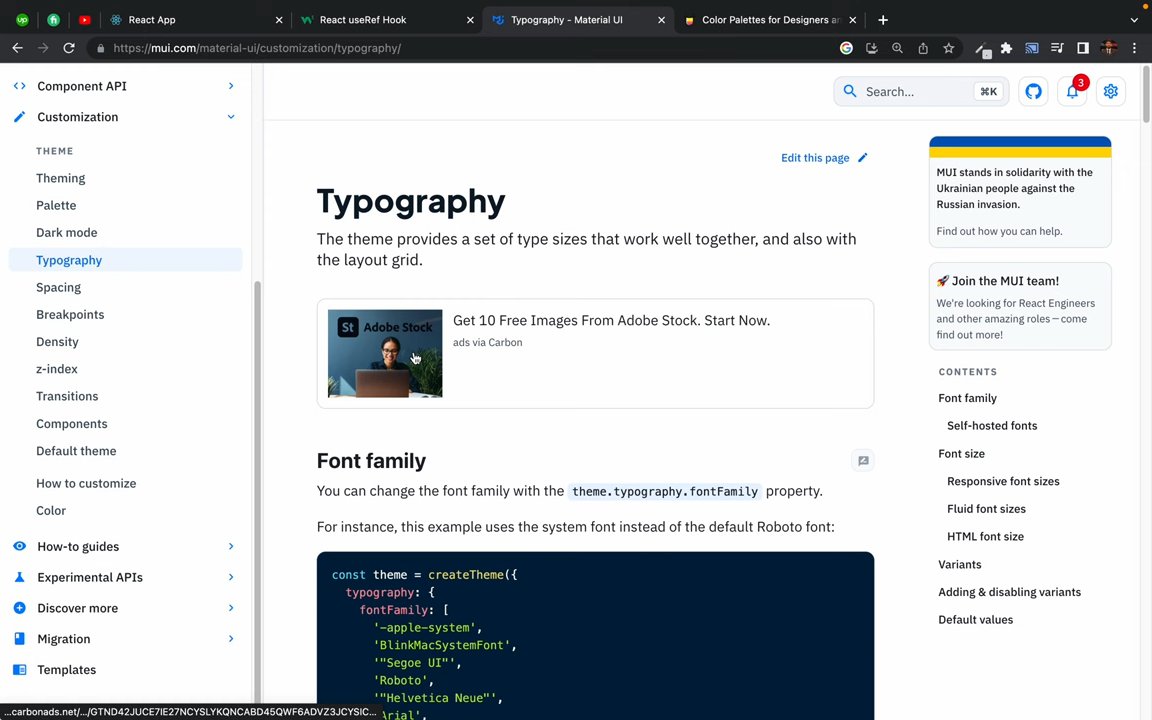 React App
React useRef Hook
Typography - Material UI
Color Palettes for Designers an
https://mui.com/material-ui/customization/typography/
Component API
Customization
THEME
Theming
Palette
Dark mode
Typography
Spacing
Breakpoints
Density
z-index
Transitions
Components
Default theme
How to customize
Color
How-to guides
Experimental APIs
Discover more
Migration
Templates
...carbonads.net/.../GTND42JUCE7IE27NCYSLYKQNCABD45QWF6ADVZ3JCYSIC...
Search...
⌘K
3
Edit this page
Typography
The theme provides a set of type sizes that work well together, and also with
the layout grid.
St Adobe Stock
Get 10 Free Images From Adobe Stock. Start Now.
ads via Carbon
Font family
You can change the font family with the theme.typography.fontFamily property.
For instance, this example uses the system font instead of the default Roboto font:
const theme = createTheme({
typography: {
fontFamily: [
'-apple-system',
'BlinkMacSystemFont',
'"Segoe UI"',
'Roboto',
'"Helvetica Neue"',
'Arial',
MUI stands in solidarity with the
Ukrainian people against the
Russian invasion.
Find out how you can help.
🚀 Join the MUI team!
We're looking for React Engineers
and other amazing roles — come
find out more!
CONTENTS
Font family
Self-hosted fonts
Font size
Responsive font sizes
Fluid font sizes
HTML font size
Variants
Adding & disabling variants
Default values